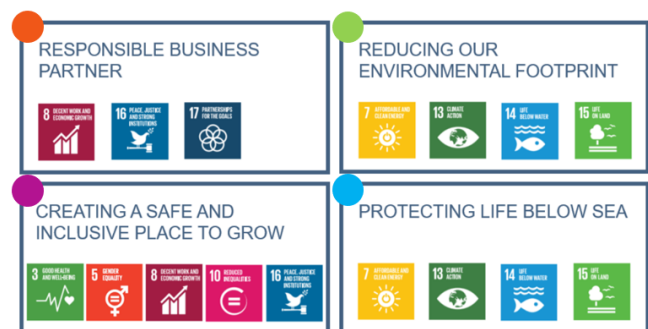 RESPONSIBLE BUSINESS
PARTNER
8 DECENT WORK AND
ECONOMIC GROWTH
16 PEACE, JUSTICE
AND STRONG
INSTITUTIONS
17 PARTNERSHIPS
FOR THE GOALS
REDUCING OUR
ENVIRONMENTAL FOOTPRINT
7 AFFORDABLE AND
CLEAN ENERGY
13 CLIMATE
ACTION
14 LIFE
BELOW WATER
15 LIFE
ON LAND
CREATING A SAFE AND
INCLUSIVE PLACE TO GROW
3 GOOD HEALTH
AND WELL-BEING
5 GENDER
EQUALITY
8 DECENT WORK AND
ECONOMIC GROWTH
10 REDUCED
INEQUALITIES
16 PEACE, JUSTICE
AND STRONG
INSTITUTIONS
PROTECTING LIFE BELOW SEA
7 AFFORDABLE AND
CLEAN ENERGY
13 CLIMATE
ACTION
14 LIFE
BELOW WATER
15 LIFE
ON LAND